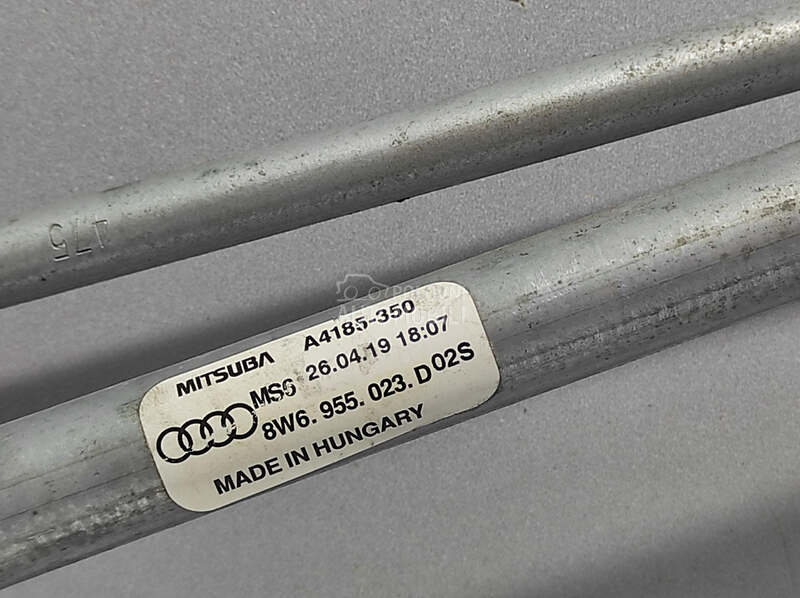 475
MITSUBA A4185-350
MS6 26.04.19 18:07
8W6. 955. 023. D 02S
MADE IN HUNGARY